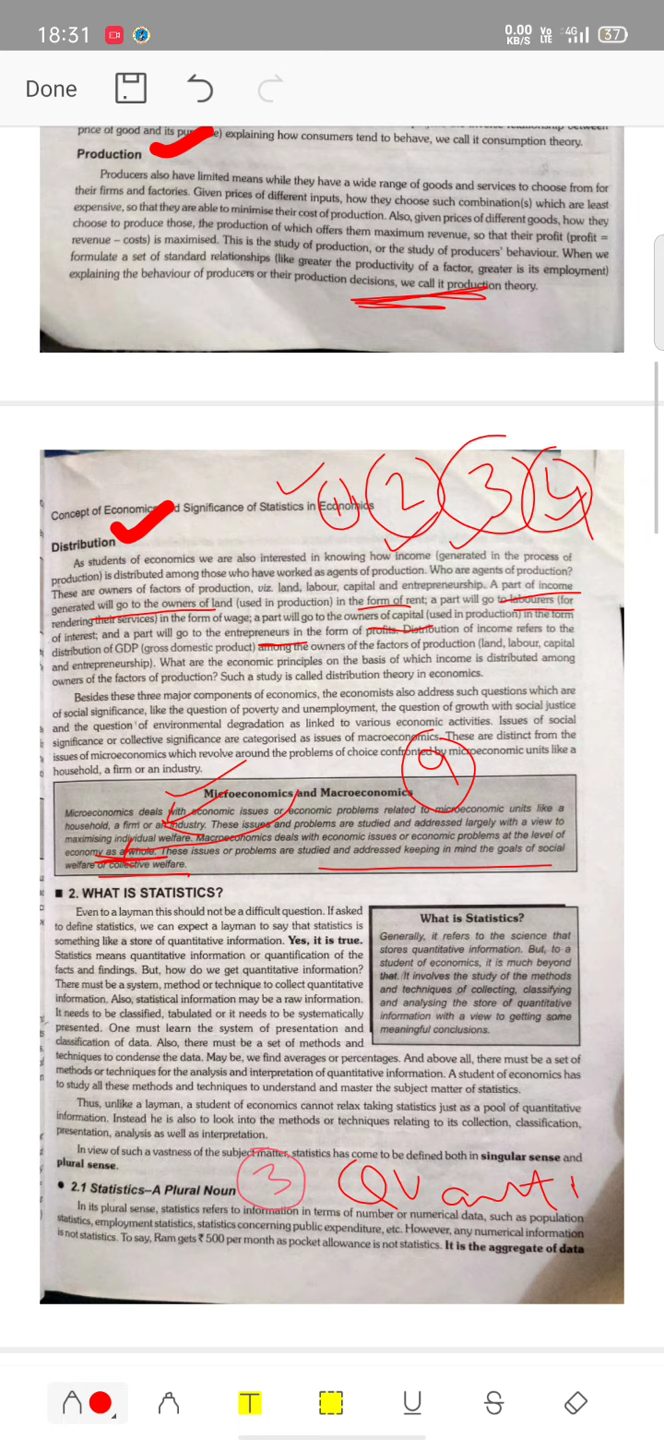 18:31
0.00 KB/S Vo LTE 4G 37
Done
price of good and its pur e) explaining how consumers tend to behave, we call it consumption theory.
Production
Producers also have limited means while they have a wide range of goods and services to choose from for
their firms and factories. Given prices of different inputs, how they choose such combination(s) which are least
expensive, so that they are able to minimise their cost of production. Also, given prices of different goods, how they
choose to produce those, the production of which offers them maximum revenue, so that their profit (profit =
revenue – costs) is maximised. This is the study of production, or the study of producers' behaviour. When we
formulate a set of standard relationships (like greater the productivity of a factor, greater is its employment)
explaining the behaviour of producers or their production decisions, we call it production theory.
1 2 3 4
Concept of Economics d Significance of Statistics in Economics
Distribution
As students of economics we are also interested in knowing how income (generated in the process of
production) is distributed among those who have worked as agents of production. Who are agents of production?
These are owners of factors of production, viz. land, labour, capital and entrepreneurship. A part of income
generated will go to the owners of land (used in production) in the form of rent; a part will go to labourers (for
rendering their services) in the form of wage; a part will go to the owners of capital (used in production) in the form
of interest; and a part will go to the entrepreneurs in the form of profits. Distribution of income refers to the
distribution of GDP (gross domestic product) among the owners of the factors of production (land, labour, capital
and entrepreneurship). What are the economic principles on the basis of which income is distributed among
owners of the factors of production? Such a study is called distribution theory in economics.
Besides these three major components of economics, the economists also address such questions which are
of social significance, like the question of poverty and unemployment, the question of growth with social justice
and the question of environmental degradation as linked to various economic activities. Issues of social
significance or collective significance are categorised as issues of macroeconomics. These are distinct from the
issues of microeconomics which revolve around the problems of choice confronted by microeconomic units like a
household, a firm or an industry.
9
Microeconomics and Macroeconomics
Microeconomics deals with economic issues or economic problems related to microeconomic units like a
household, a firm or an industry. These issues and problems are studied and addressed largely with a view to
maximising individual welfare. Macroeconomics deals with economic issues or economic problems at the level of
economy as a whole. These issues or problems are studied and addressed keeping in mind the goals of social
welfare or collective welfare.
■ 2. WHAT IS STATISTICS?
Even to a layman this should not be a difficult question. If asked
to define statistics, we can expect a layman to say that statistics is
something like a store of quantitative information. Yes, it is true.
Statistics means quantitative information or quantification of the
facts and findings. But, how do we get quantitative information?
There must be a system, method or technique to collect quantitative
information. Also, statistical information may be a raw information.
It needs to be classified, tabulated or it needs to be systematically
presented. One must learn the system of presentation and
classification of data. Also, there must be a set of methods and
What is Statistics?
Generally, it refers to the science that
stores quantitative information. But, to a
student of economics, it is much beyond
that. It involves the study of the methods
and techniques of collecting, classifying
and analysing the store of quantitative
information with a view to getting some
meaningful conclusions.
techniques to condense the data. May be, we find averages or percentages. And above all, there must be a set of
methods or techniques for the analysis and interpretation of quantitative information. A student of economics has
to study all these methods and techniques to understand and master the subject matter of statistics.
Thus, unlike a layman, a student of economics cannot relax taking statistics just as a pool of quantitative
information. Instead he is also to look into the methods or techniques relating to its collection, classification,
presentation, analysis as well as interpretation.
In view of such a vastness of the subject matter, statistics has come to be defined both in singular sense and
plural sense.
3 Quanti
• 2.1 Statistics–A Plural Noun
In its plural sense, statistics refers to information in terms of number or numerical data, such as population
statistics, employment statistics, statistics concerning public expenditure, etc. However, any numerical information
is not statistics. To say, Ram gets ₹ 500 per month as pocket allowance is not statistics. It is the aggregate of data
T
U
S